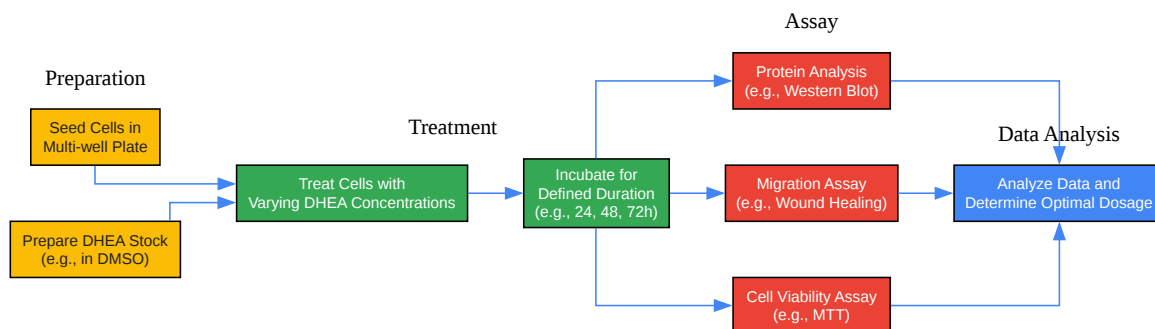 Preparation
Seed Cells in
Multi-well Plate
Prepare DHEA Stock
(e.g., in DMSO)
Treatment
Treat Cells with
Varying DHEA Concentrations
Incubate for
Defined Duration
(e.g., 24, 48, 72h)
Assay
Protein Analysis
(e.g., Western Blot)
Migration Assay
(e.g., Wound Healing)
Cell Viability Assay
(e.g., MTT)
Data Analysis
Analyze Data and
Determine Optimal Dosage